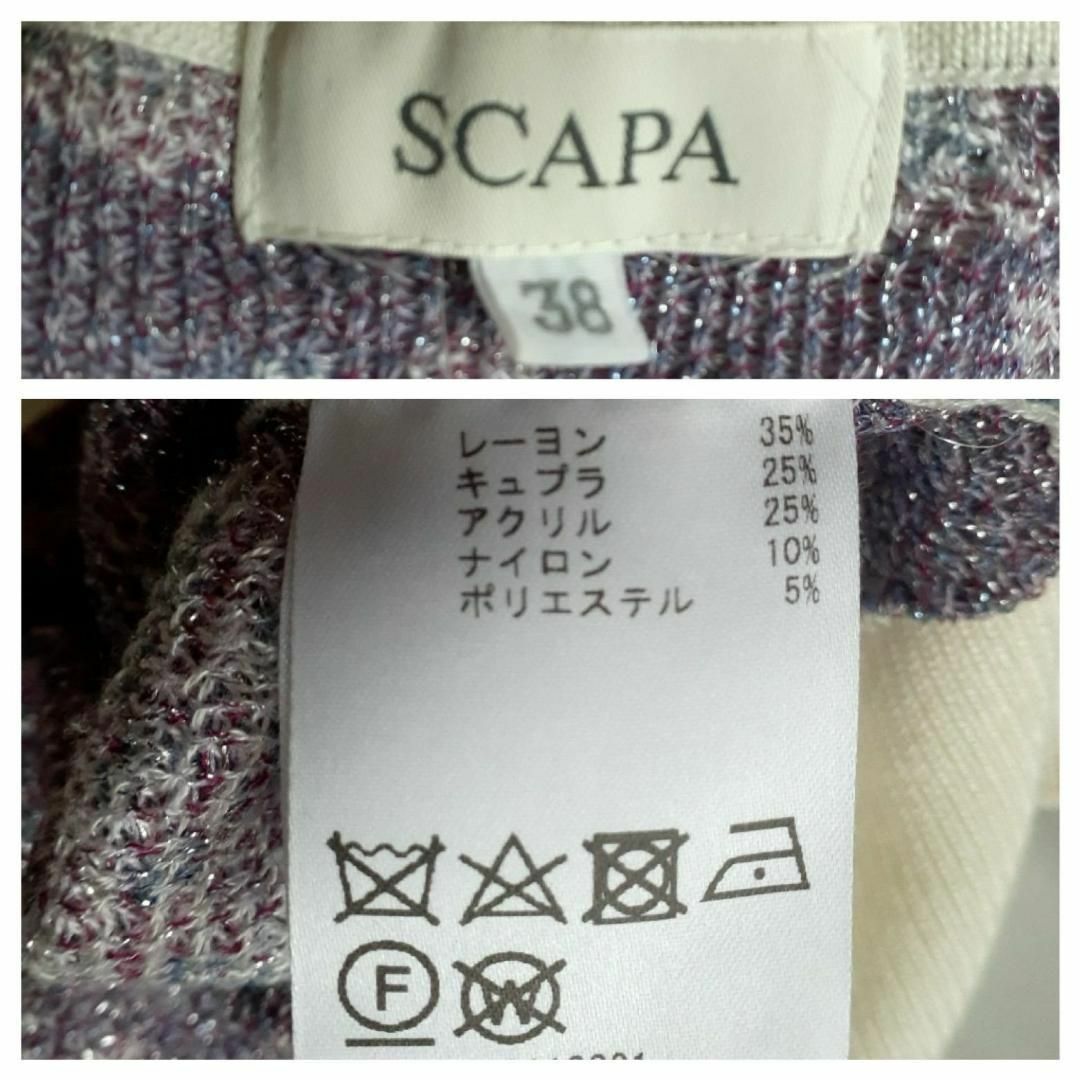 SCAPA
38
レーヨン 35%
キュプラ 25%
アクリル 25%
ナイロン 10%
ポリエステル 5%
F
W